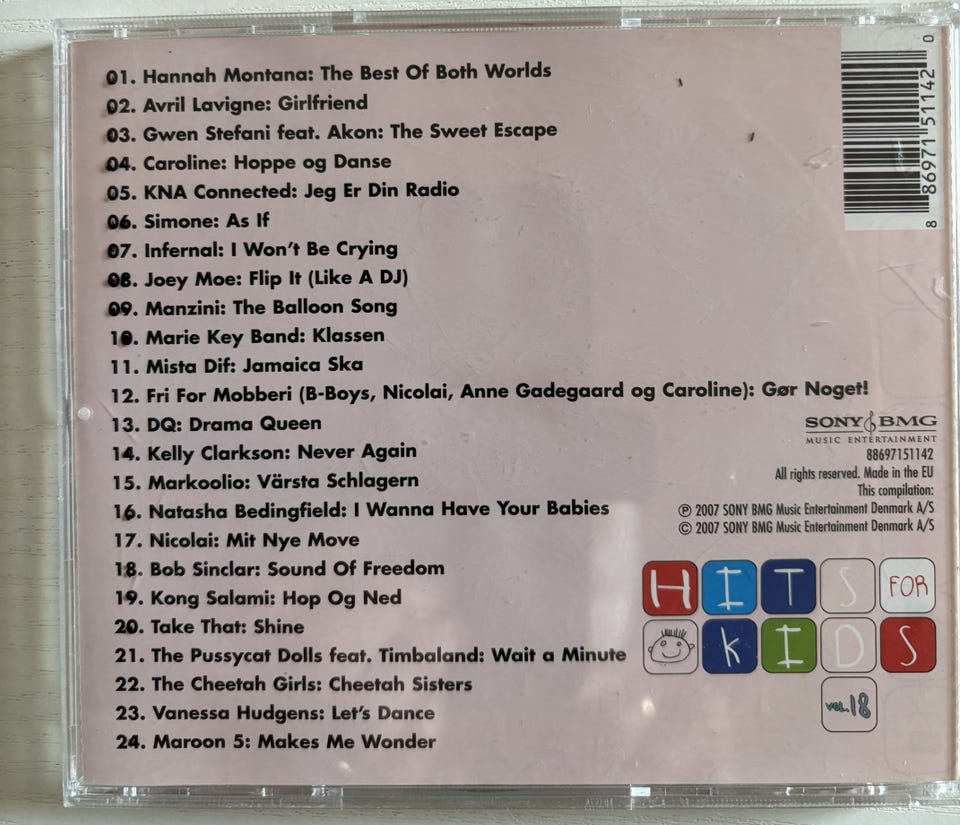 01. Hannah Montana: The Best Of Both Worlds
02. Avril Lavigne: Girlfriend
03. Gwen Stefani feat. Akon: The Sweet Escape
04. Caroline: Hoppe og Danse
05. KNA Connected: Jeg Er Din Radio
06. Simone: As If
07. Infernal: I Won't Be Crying
08. Joey Moe: Flip It (Like A DJ)
09. Manzini: The Balloon Song
10. Marie Key Band: Klassen
11. Mista Dif: Jamaica Ska
12. Fri For Mobberi (B-Boys, Nicolai, Anne Gadegaard og Caroline): Gør Noget!
13. DQ: Drama Queen
14. Kelly Clarkson: Never Again
15. Markoolio: Värsta Schlagern
16. Natasha Bedingfield: I Wanna Have Your Babies
17. Nicolai: Mit Nye Move
18. Bob Sinclar: Sound Of Freedom
19. Kong Salami: Hop Og Ned
20. Take That: Shine
21. The Pussycat Dolls feat. Timbaland: Wait a Minute
22. The Cheetah Girls: Cheetah Sisters
23. Vanessa Hudgens: Let's Dance
24. Maroon 5: Makes Me Wonder
8 86971 51142 0
SONY BMG
MUSIC ENTERTAINMENT
88697151142
All rights reserved. Made in the EU
This compilation:
℗ 2007 SONY BMG Music Entertainment Denmark A/S
© 2007 SONY BMG Music Entertainment Denmark A/S
HITS FOR
KIDS
VOL.18